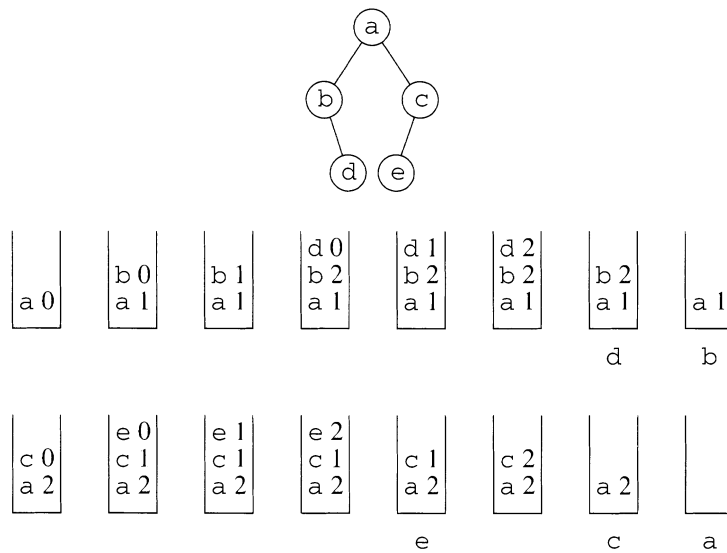 a
b c
d e
d 0 d 1 d 2
b 0 b 1 b 2 b 2 b 2 b 2
a 0 a 1 a 1 a 1 a 1 a 1 a 1 a 1
d b
e 0 e 1 e 2
c 0 c 1 c 1 c 1 c 1 c 2
a 2 a 2 a 2 a 2 a 2 a 2 a 2
e c a